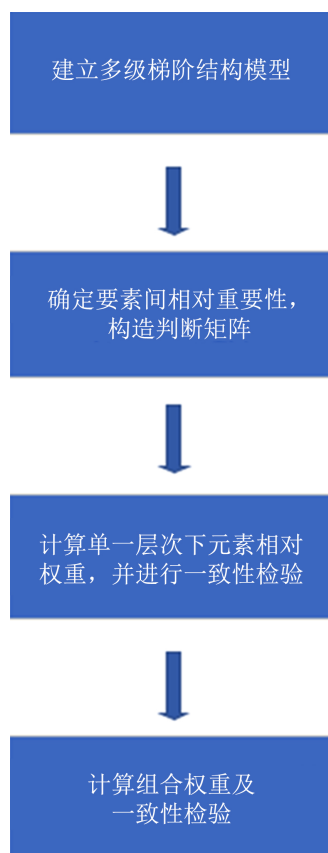 建立多级梯阶结构模型
确定要素间相对重要性，
构造判断矩阵
计算单一层次下元素相对
权重，并进行一致性检验
计算组合权重及
一致性检验